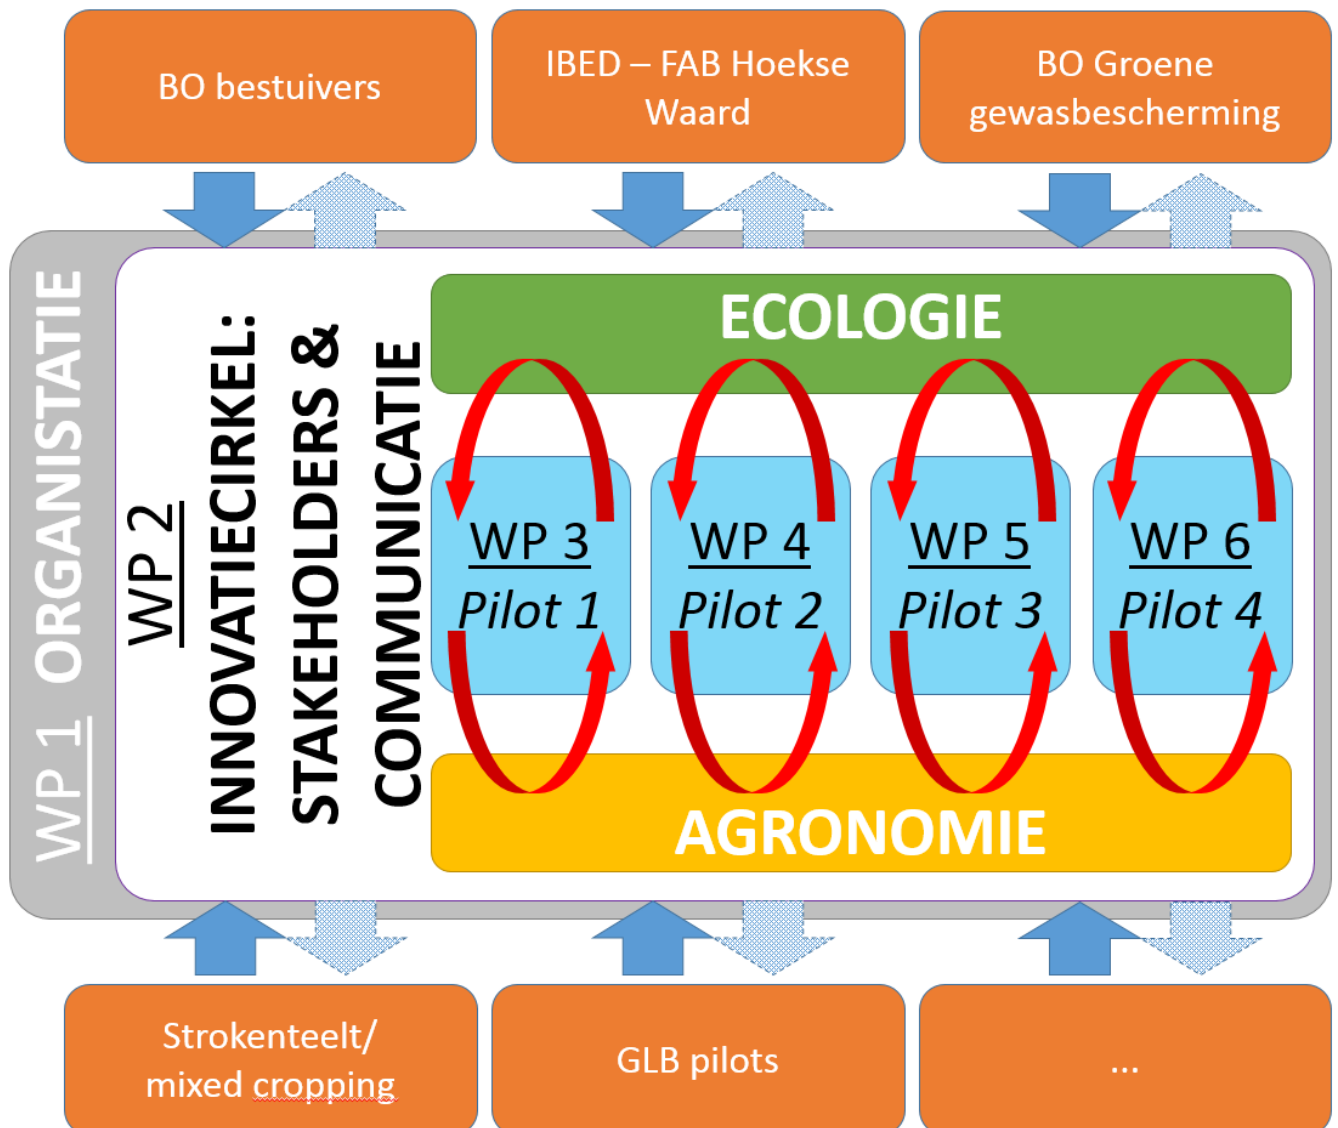 BO bestuivers
IBED – FAB Hoekse
Waard
BO Groene
gewasbescherming
WP 1 ORGANISTATIE
WP 2
INNOVATIECIRKEL:
STAKEHOLDERS &
COMMUNICATIE
ECOLOGIE
WP 3
Pilot 1
WP 4
Pilot 2
WP 5
Pilot 3
WP 6
Pilot 4
AGRONOMIE
Strokenteelt/
mixed cropping
GLB pilots
...